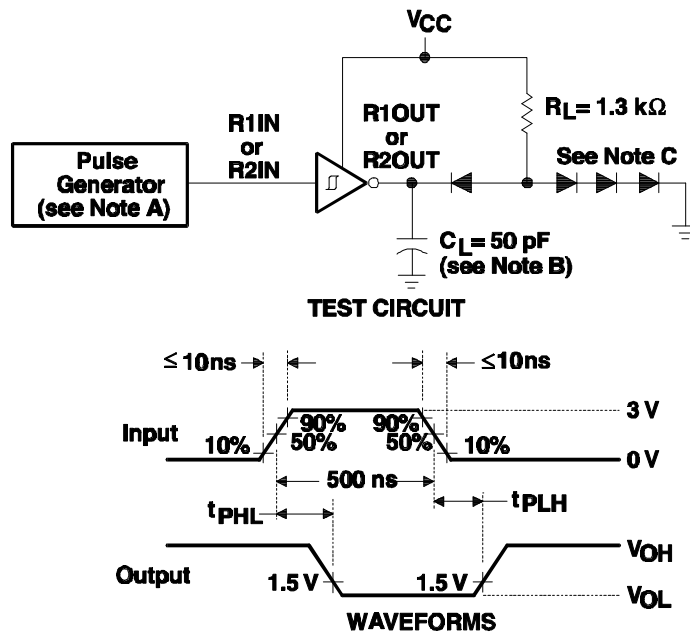 VCC
R1IN
or
R2IN
R1OUT
or
R2OUT
RL= 1.3 kΩ
See Note C
Pulse
Generator
(see Note A)
CL= 50 pF
(see Note B)
TEST CIRCUIT
≤ 10ns
≤10ns
3 V
90%
90%
Input
10%
50%
50%
10%
0 V
500 ns
tPHL
tPLH
VOH
Output
1.5 V
1.5 V
VOL
WAVEFORMS